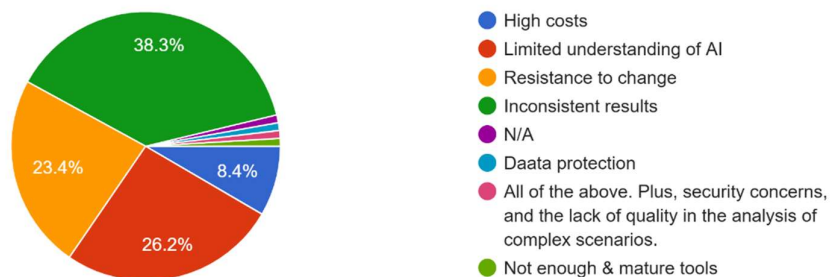 38.3%
23.4%
8.4%
26.2%
High costs
Limited understanding of AI
Resistance to change
Inconsistent results
N/A
Daata protection
All of the above. Plus, security concerns,
and the lack of quality in the analysis of
complex scenarios.
Not enough & mature tools